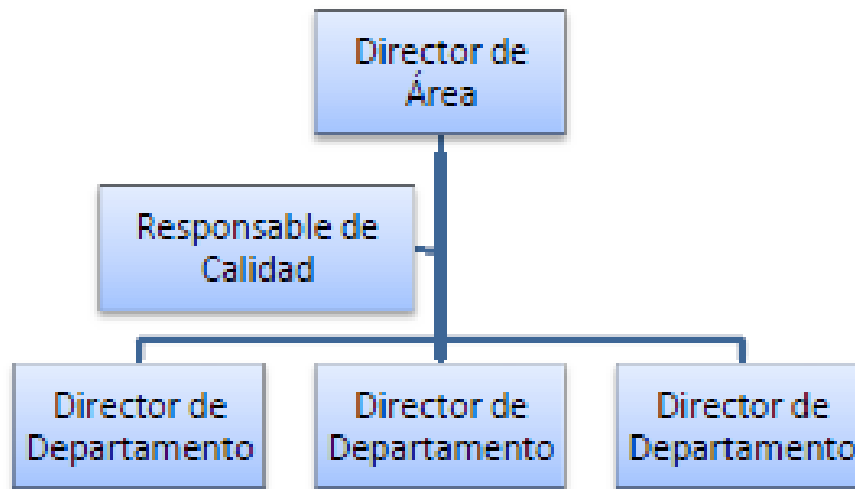 Director de
Área
Responsable de
Calidad
Director de
Departamento
Director de
Departamento
Director de
Departamento